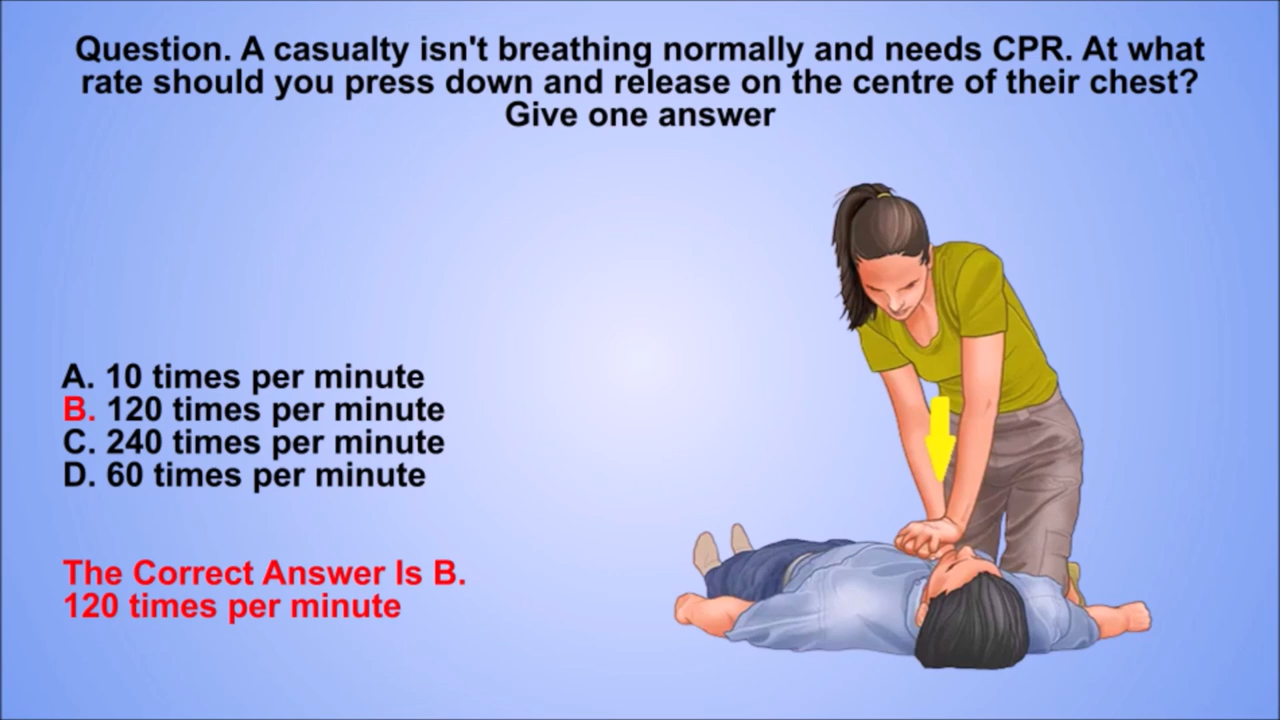 Question. A casualty isn't breathing normally and needs CPR. At what
rate should you press down and release on the centre of their chest?
Give one answer
A. 10 times per minute
B. 120 times per minute
C. 240 times per minute
D. 60 times per minute
The Correct Answer Is B.
120 times per minute